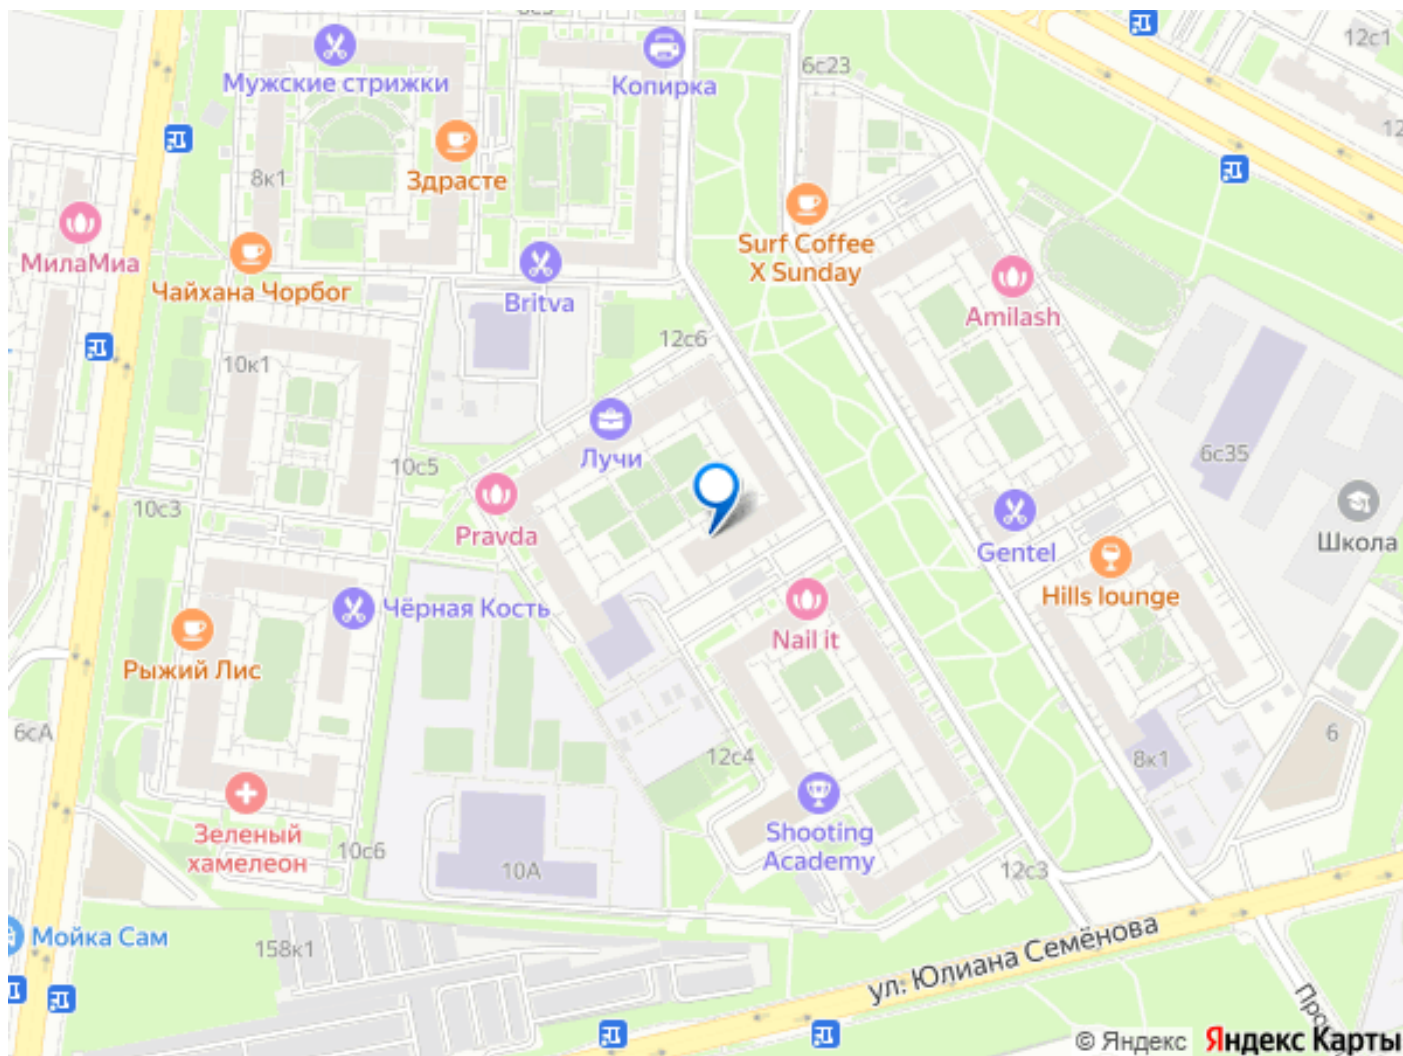 12с1
6с23
Мужские стрижки
Копирка
12
8к1
Здрасте
МилаМиа
Чайхана Чорбог
Britva
Surf Coffee
X Sunday
Amilash
12с6
10к1
Лучи
10с5
10с3
Pravda
6с35
Школа
Gentel
Hills lounge
Чёрная Кость
Nail it
Рыжий Лис
6сА
12с4
8к1
6
Зеленый
хамелеон
Shooting
Academy
10с6
10А
12с3
Мойка Сам
158к1
ул. Юлиана Семёнова
© Яндекс
Яндекс Карты